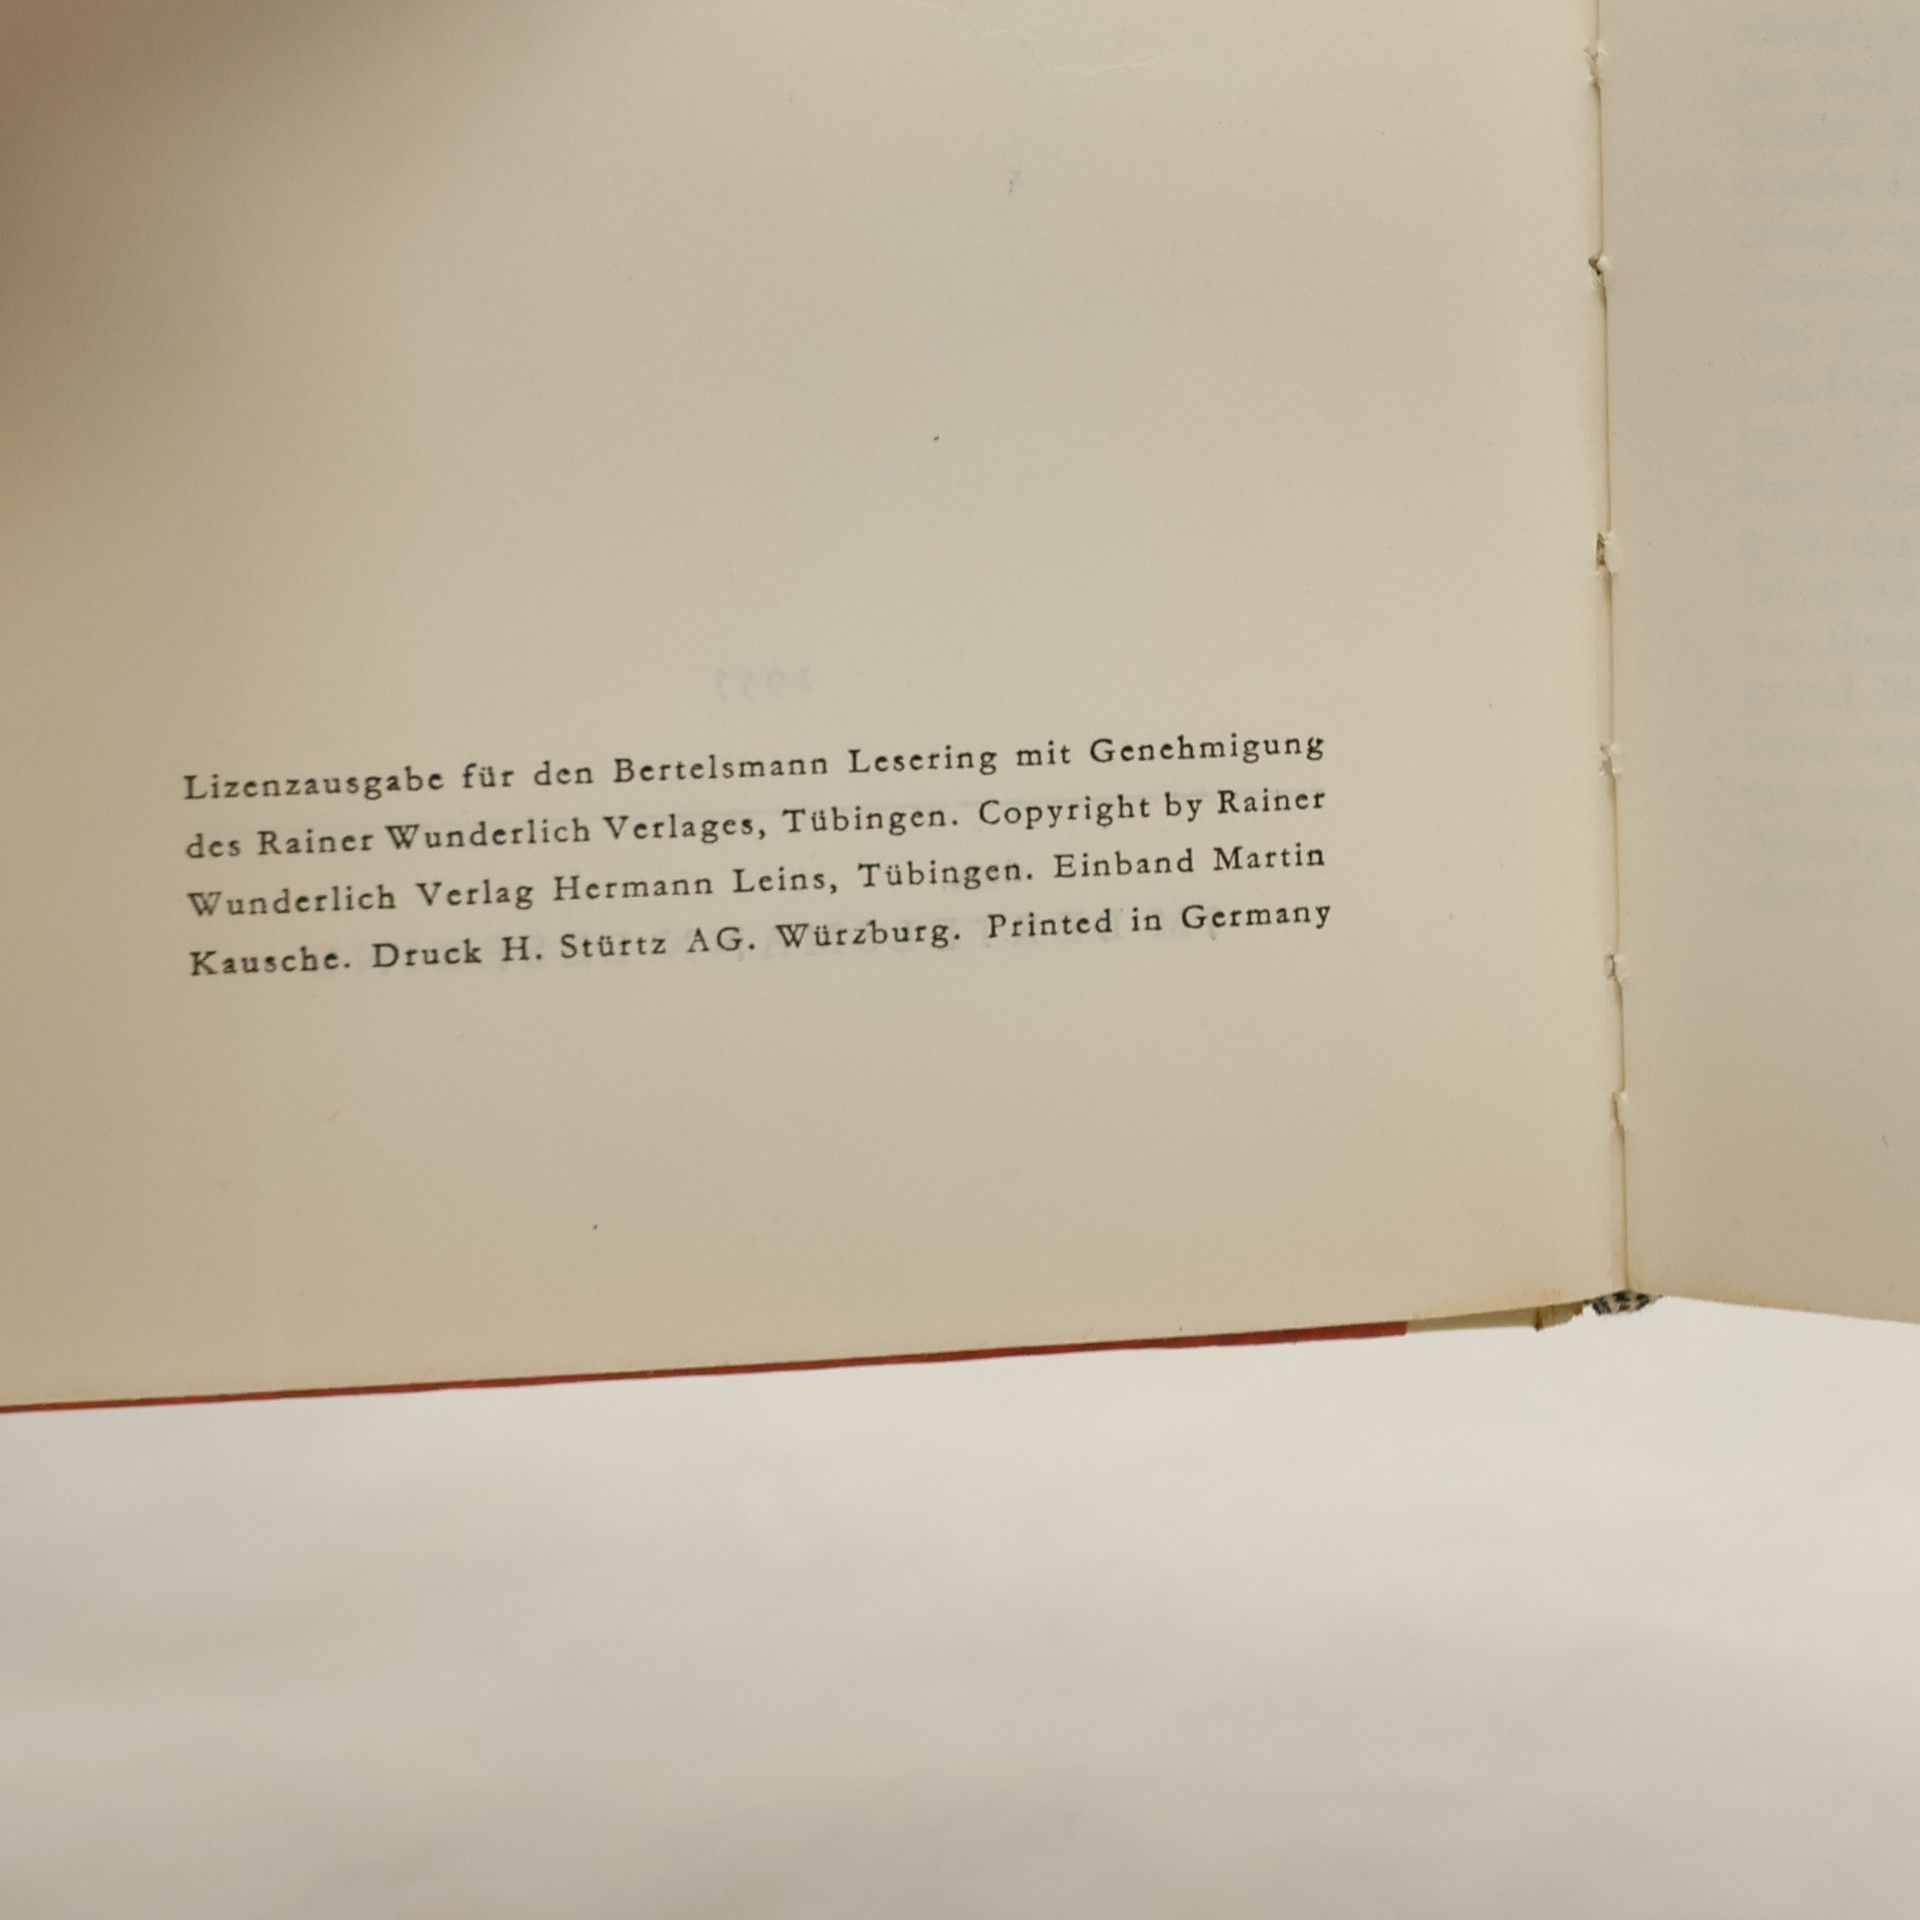 Lizenzausgabe für den Bertelsmann Lesering mit Genehmigung
des Rainer Wunderlich Verlages, Tübingen. Copyright by Rainer
Wunderlich Verlag Hermann Leins, Tübingen. Einband Martin
Kausche. Druck H. Stürtz AG. Würzburg. Printed in Germany